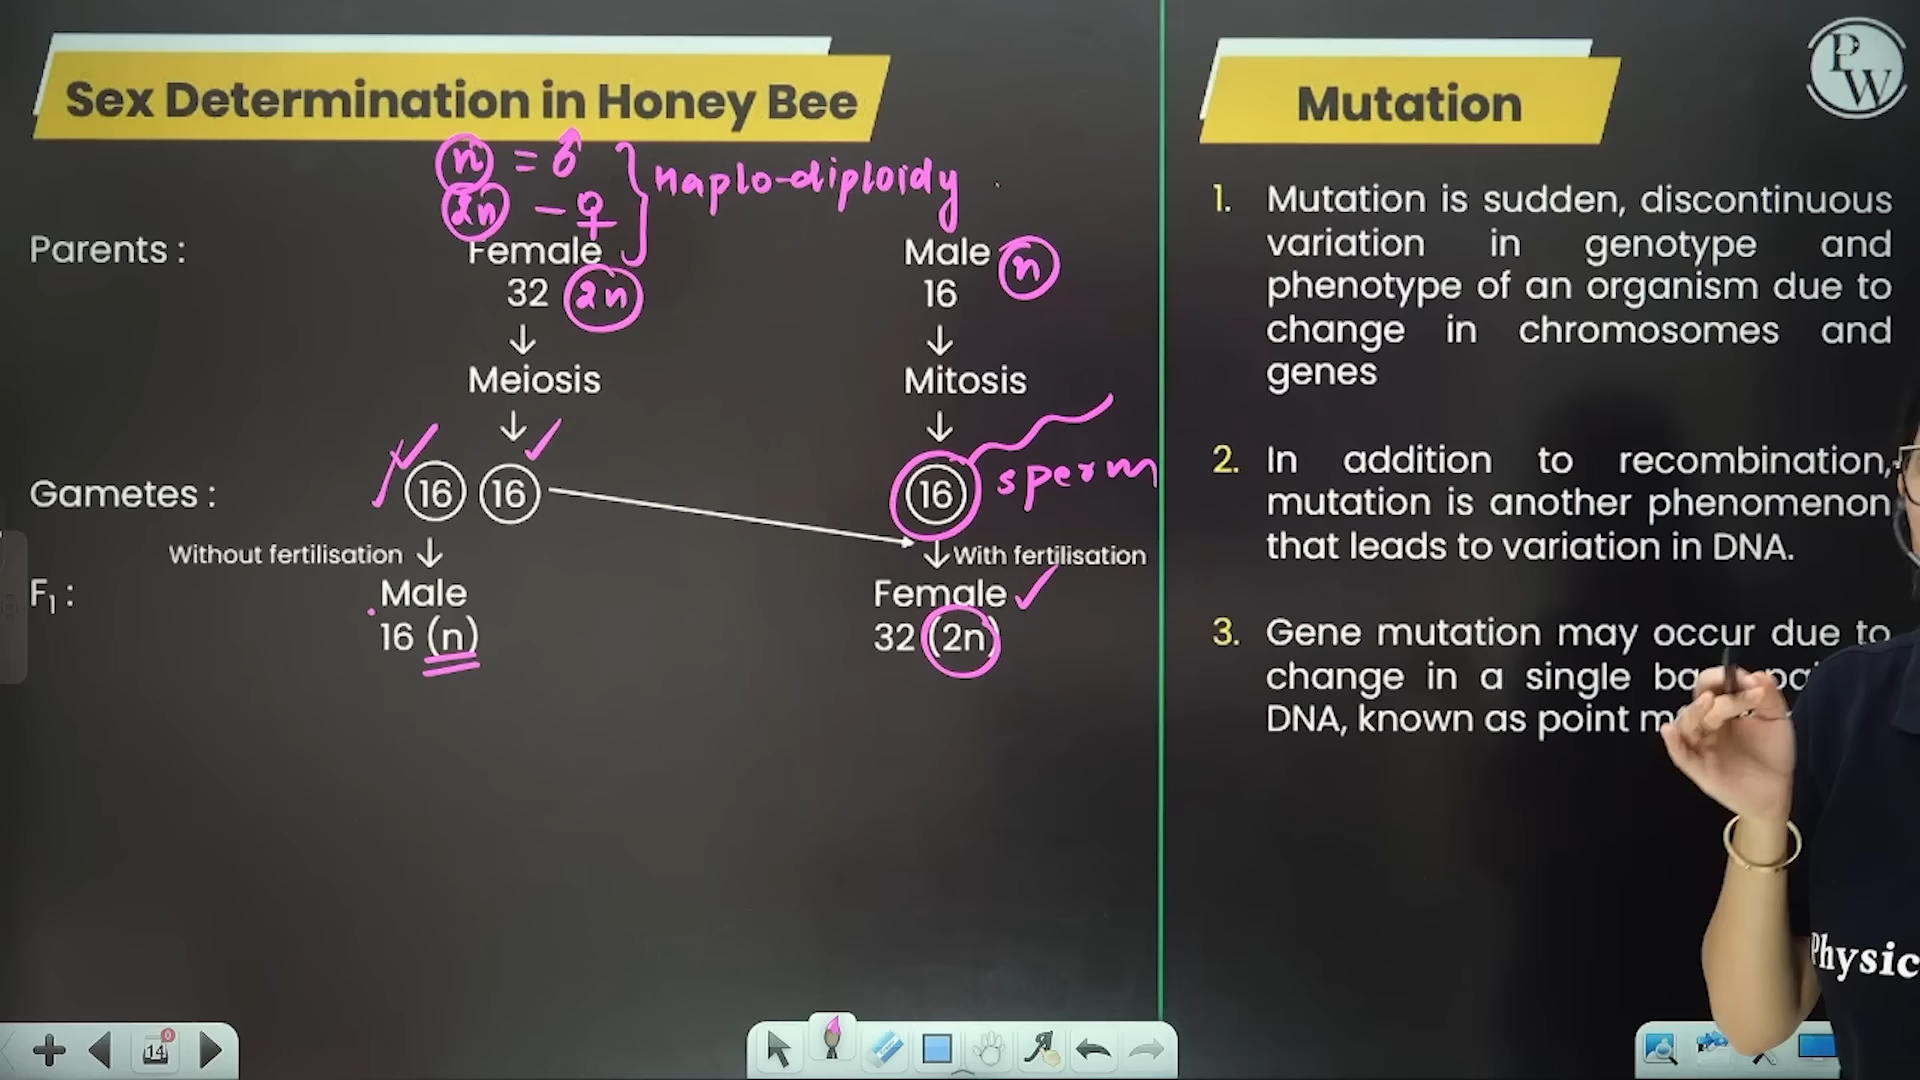 Sex Determination in Honey Bee
n = ♂
2n - ♀
haplo-diploidy
Parents : Female Male n
32 2n 16
Meiosis Mitosis
Gametes : 16 16 16 sperm
Without fertilisation With fertilisation
F1 : Male Female
16 (n) 32 (2n)
Mutation
1. Mutation is sudden, discontinuous
variation in genotype and
phenotype of an organism due to
change in chromosomes and
genes
2. In addition to recombination,
mutation is another phenomenon
that leads to variation in DNA.
3. Gene mutation may occur due to
change in a single
DNA, known as point
PW
Physic
14
0